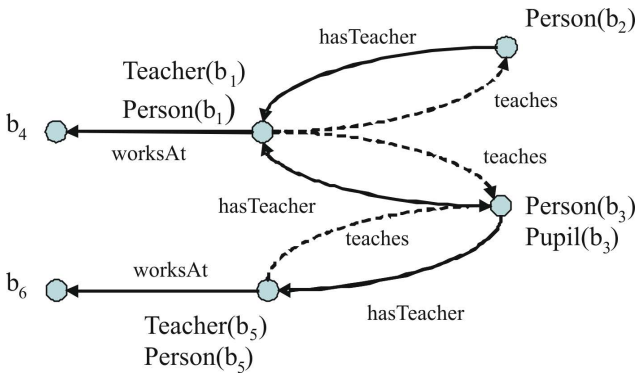 Person(b2)
hasTeacher
Teacher(b1)
Person(b1)
teaches
b4
worksAt
teaches
hasTeacher
Person(b3)
Pupil(b3)
teaches
worksAt
b6
hasTeacher
Teacher(b5)
Person(b5)